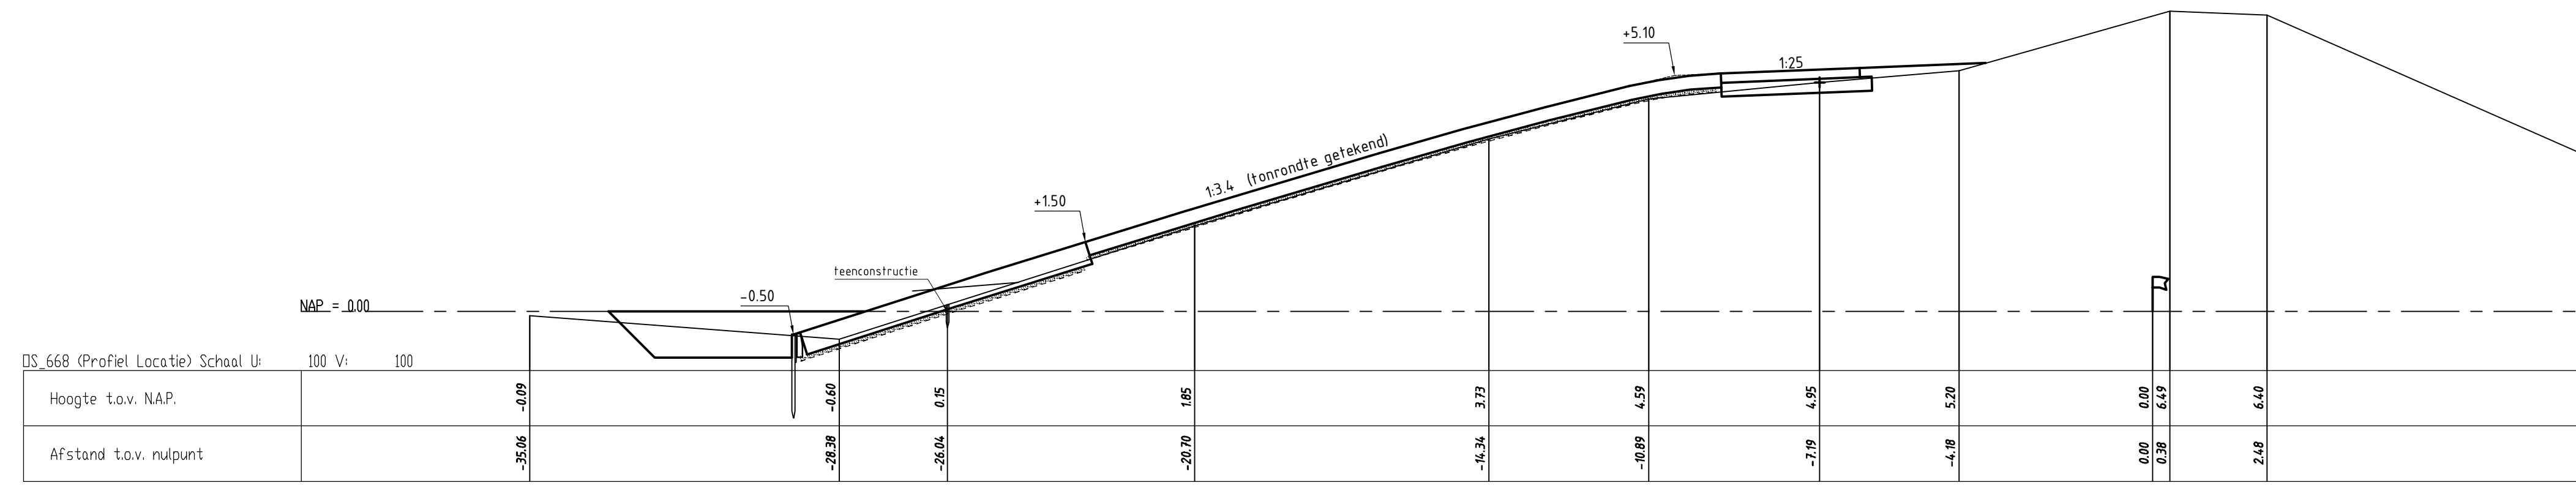 +5.10
1:25
1:3.4 (tonrondte getekend)
+1.50
teenconstructie
-0.50
NAP = 0.00
S_668 (Profiel Locatie) Schaal U: 100 V: 100
Hoogte t.o.v. N.A.P. -0.09 -0.60 0.15 1.85 3.73 4.59 4.95 5.20 0.00 6.49 6.40
Afstand t.o.v. nulpunt -35.06 -28.38 -26.04 -20.70 -14.34 -10.89 -7.19 -4.18 0.00 0.38 2.48